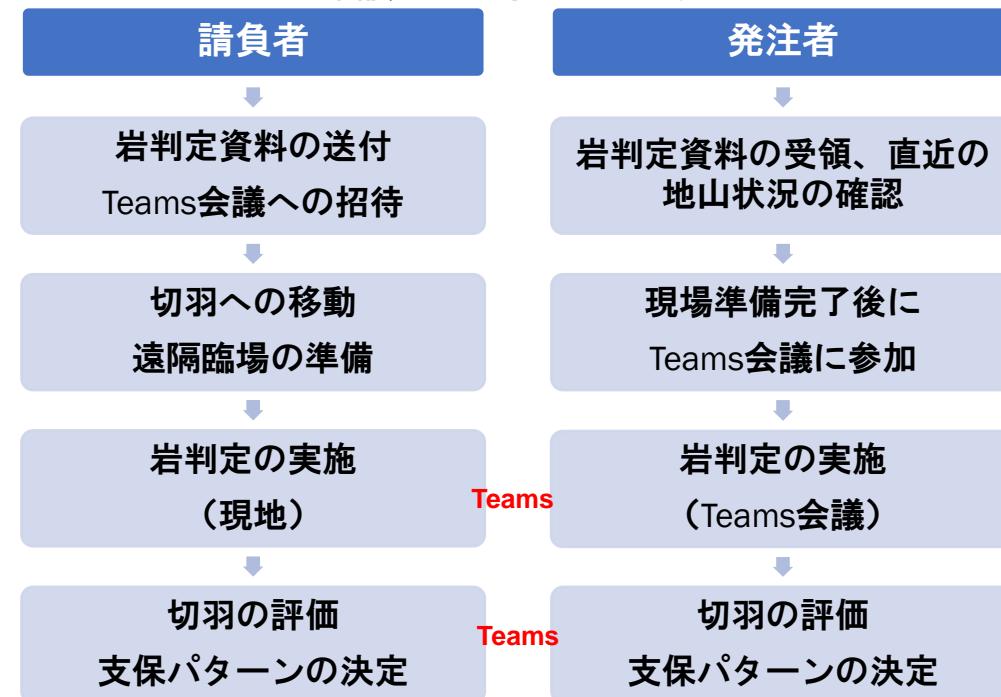 請負者
発注者
岩判定資料の送付
Teams会議への招待
岩判定資料の受領、直近の
地山状況の確認
切羽への移動
遠隔臨場の準備
現場準備完了後に
Teams会議に参加
岩判定の実施
（現地）
Teams
岩判定の実施
（Teams会議）
切羽の評価
支保パターンの決定
Teams
切羽の評価
支保パターンの決定